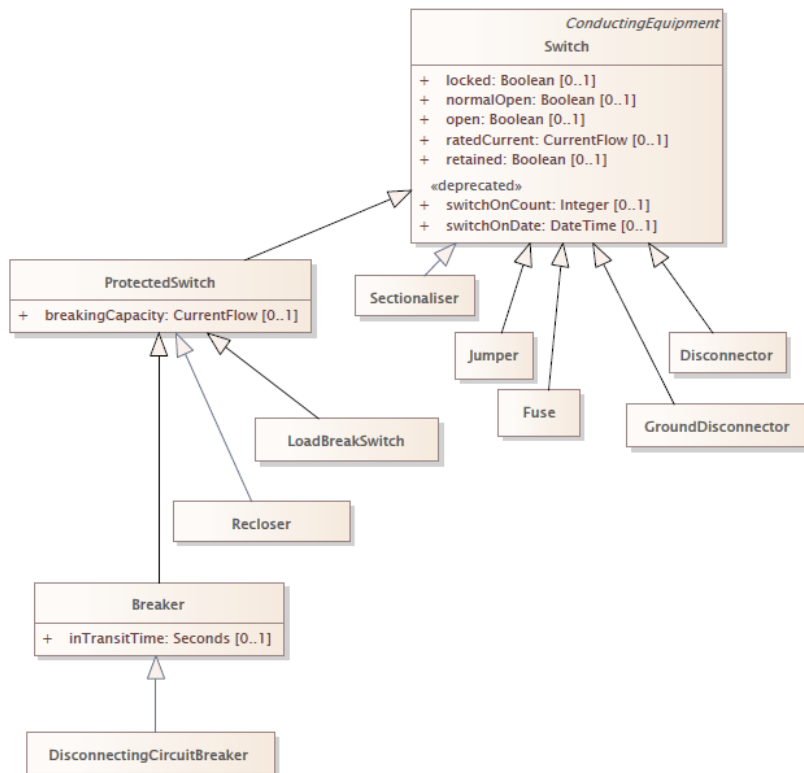 ConductingEquipment
Switch
+ locked: Boolean [0..1]
+ normalOpen: Boolean [0..1]
+ open: Boolean [0..1]
+ ratedCurrent: CurrentFlow [0..1]
+ retained: Boolean [0..1]
«deprecated»
+ switchOnCount: Integer [0..1]
+ switchOnDate: DateTime [0..1]
ProtectedSwitch
+ breakingCapacity: CurrentFlow [0..1]
Sectionaliser
Jumper
Disconnector
Fuse
GroundDisconnector
LoadBreakSwitch
Recloser
Breaker
+ inTransitTime: Seconds [0..1]
DisconnectingCircuitBreaker